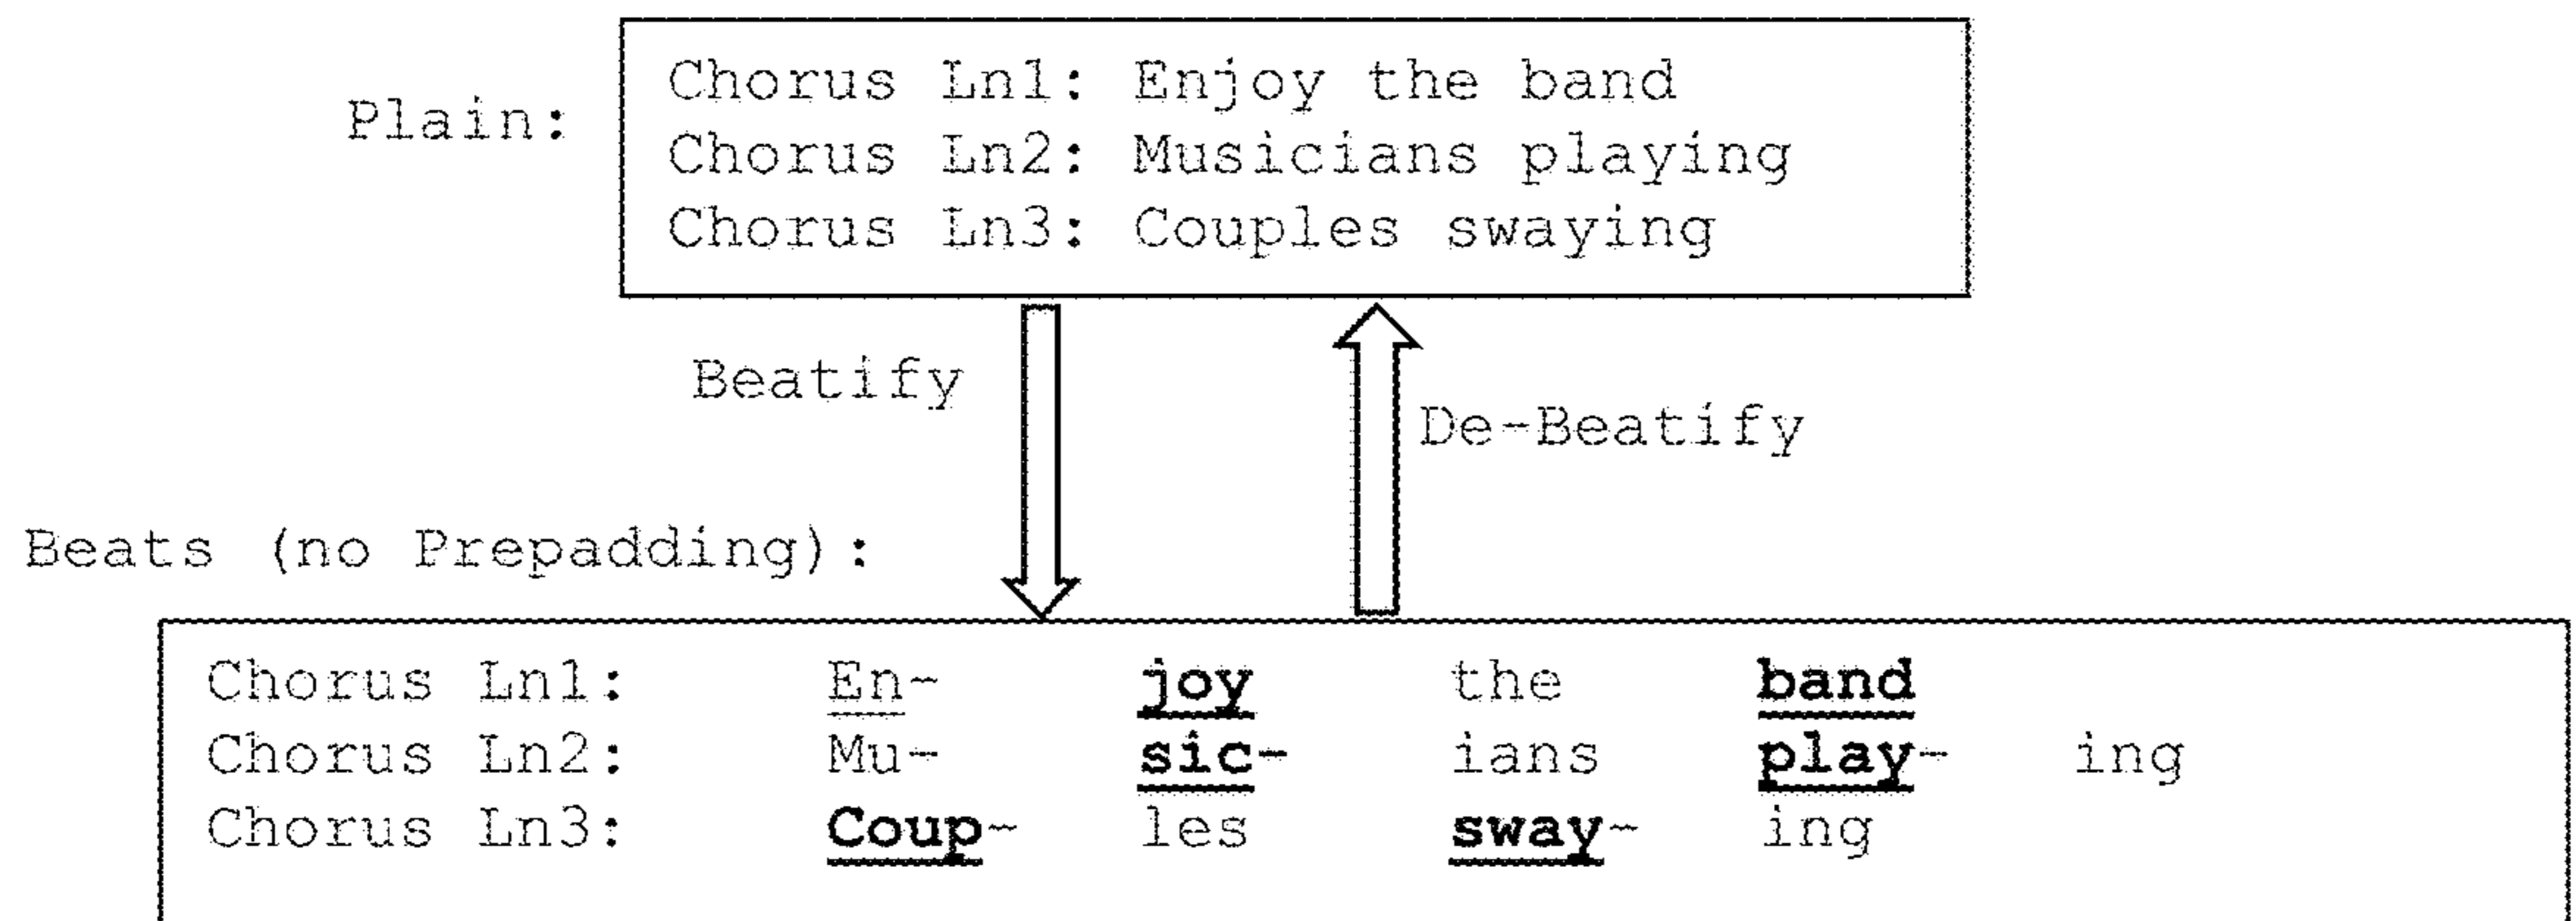 Plain:
Chorus Ln1: Enjoy the band
Chorus Ln2: Musicians playing
Chorus Ln3: Couples swaying
Beatify
De-Beatify
Beats (no Prepadding):
Chorus Ln1: En- joy the band
Chorus Ln2: Mu- sic- ians play- ing
Chorus Ln3: Coup- les sway- ing